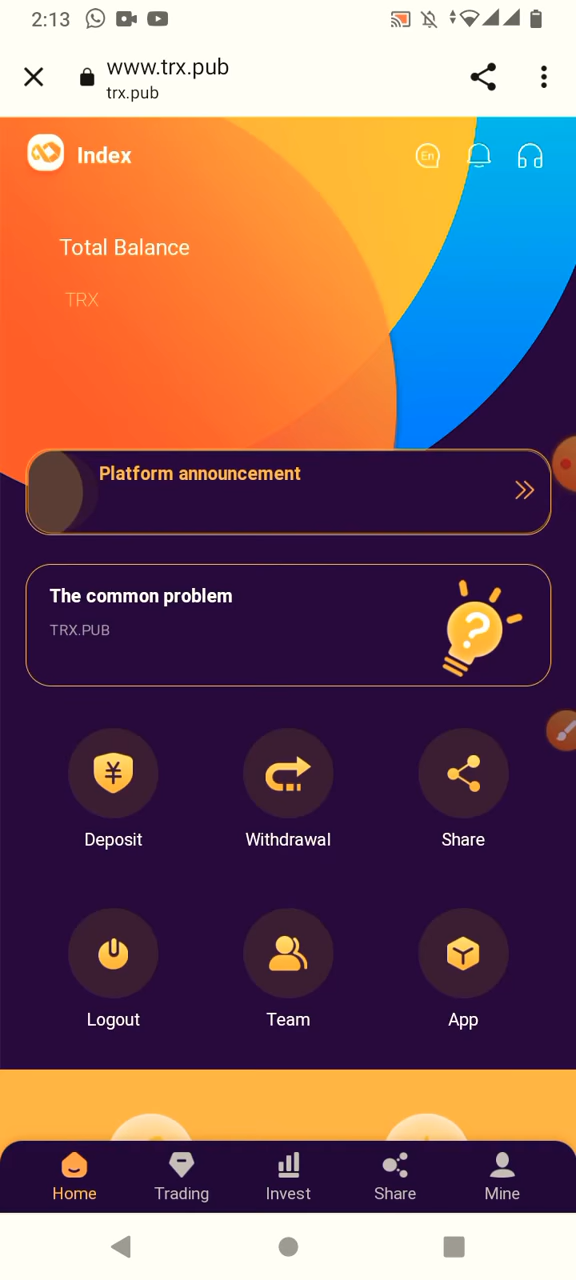 2:13
www.trx.pub
trx.pub
Index
En
Total Balance
TRX
Platform announcement
The common problem
TRX.PUB
¥
?
Deposit
Withdrawal
Share
Logout
Team
App
Home
Trading
Invest
Share
Mine